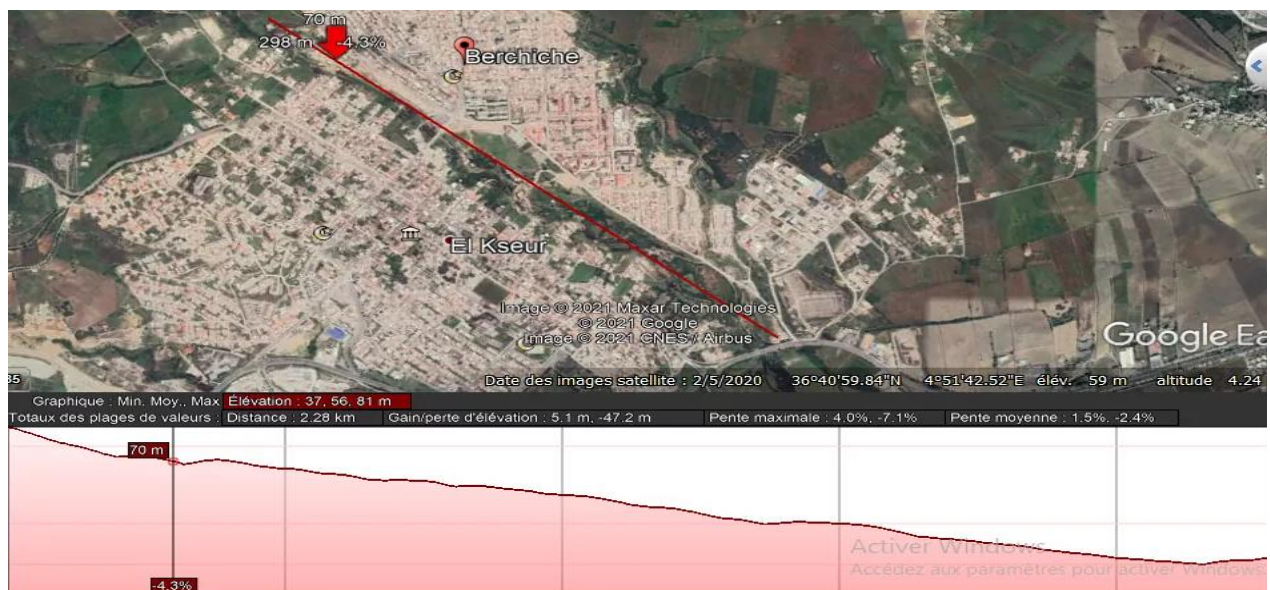 70 m
298 m -4,3%
Berchiche
El Kseur
Image © 2021 Maxar Technologies
© 2021 Google
Image © 2021 CNES / Airbus
Google Ea
85
Date des images satellite : 2/5/2020 36°40'59.84"N 4°51'42.52"E élév. 59 m altitude 4.24
Graphique : Min. Moy., Max Élévation : 37, 56, 81 m
Totaux des plages de valeurs : Distance : 2.28 km Gain/perte d'élévation : 5.1 m, -47.2 m Pente maximale : 4.0%, -7.1% Pente moyenne : 1.5%, -2.4%
70 m
Activer Windows
Accédez aux paramètres pour activer Windows.
-4,3%